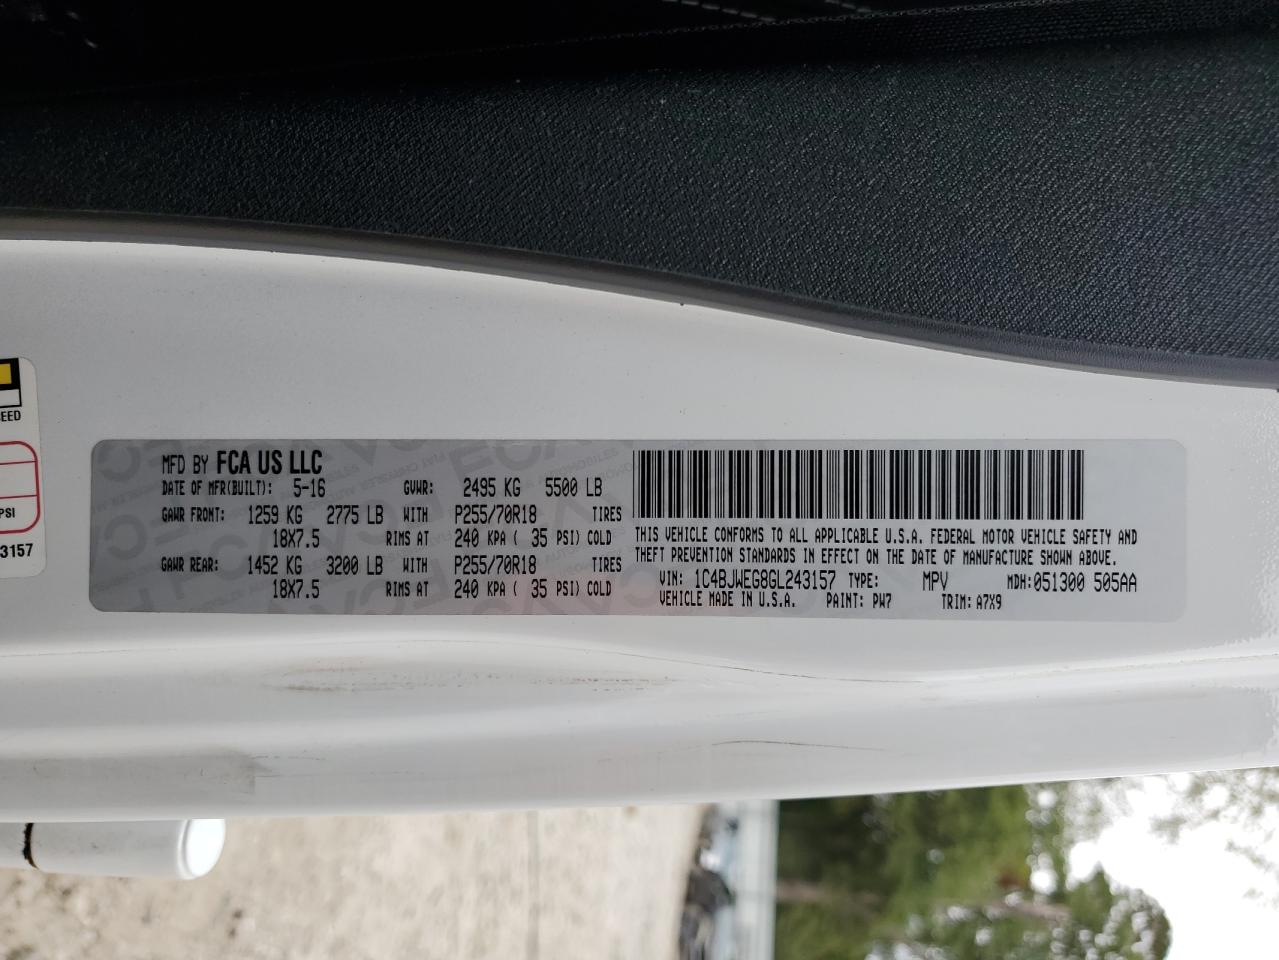 EED
PSI
3157
MFD BY FCA US LLC
DATE OF MFR(BUILT): 5-16 GVWR: 2495 KG 5500 LB
GAWR FRONT: 1259 KG 2775 LB WITH P255/70R18 TIRES
18X7.5 RIMS AT 240 KPA ( 35 PSI) COLD
GAWR REAR: 1452 KG 3200 LB WITH P255/70R18 TIRES
18X7.5 RIMS AT 240 KPA ( 35 PSI) COLD
THIS VEHICLE CONFORMS TO ALL APPLICABLE U.S.A. FEDERAL MOTOR VEHICLE SAFETY AND
THEFT PREVENTION STANDARDS IN EFFECT ON THE DATE OF MANUFACTURE SHOWN ABOVE.
VIN: 1C4BJWEG8GL243157 TYPE: MPV MDH:051300 505AA
VEHICLE MADE IN U.S.A. PAINT: PW7 TRIM: A7X9